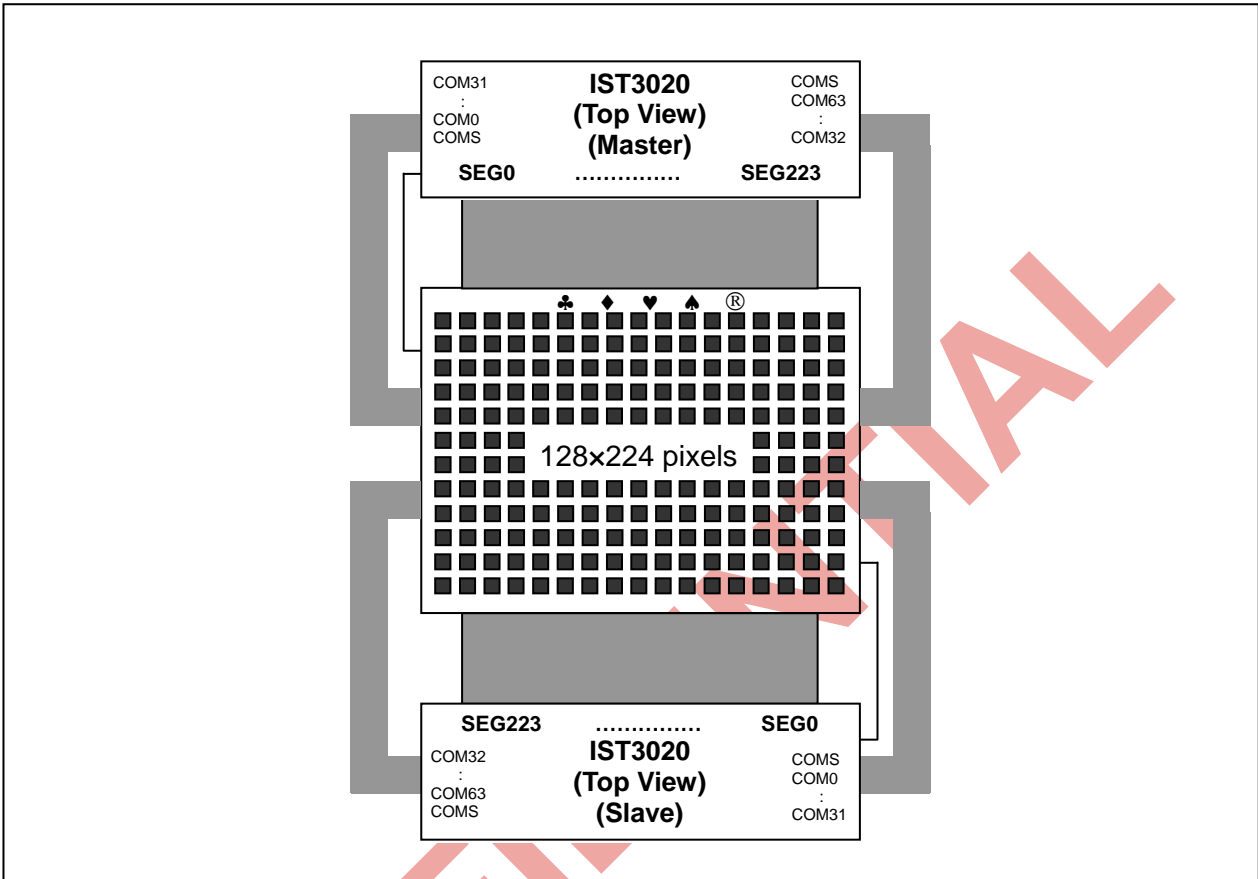 COM31
:
COM0
COMS
IST3020
(Top View)
(Master)
COMS
COM63
:
COM32
SEG0 ............... SEG223
♣ ♦ ♥ ♠ ®
128×224 pixels
SEG223 ............... SEG0
COM32
:
COM63
COMS
IST3020
(Top View)
(Slave)
COMS
COM0
:
COM31
NTIAL